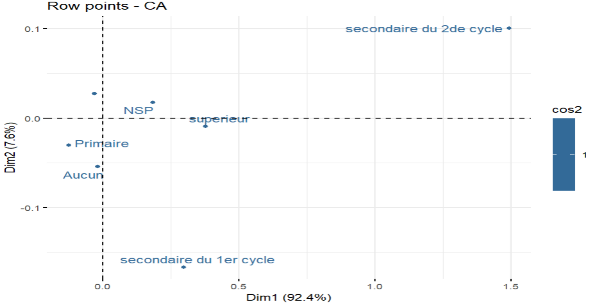 Row points - CA
secondaire du 2de cycle
0.1
cos2
NSP
supérieur
0.0
Dim2 (7.6%)
Primaire
1
Aucun
-0.1
secondaire du 1er cycle
0.0
0.5
1.0
1.5
Dim1 (92.4%)